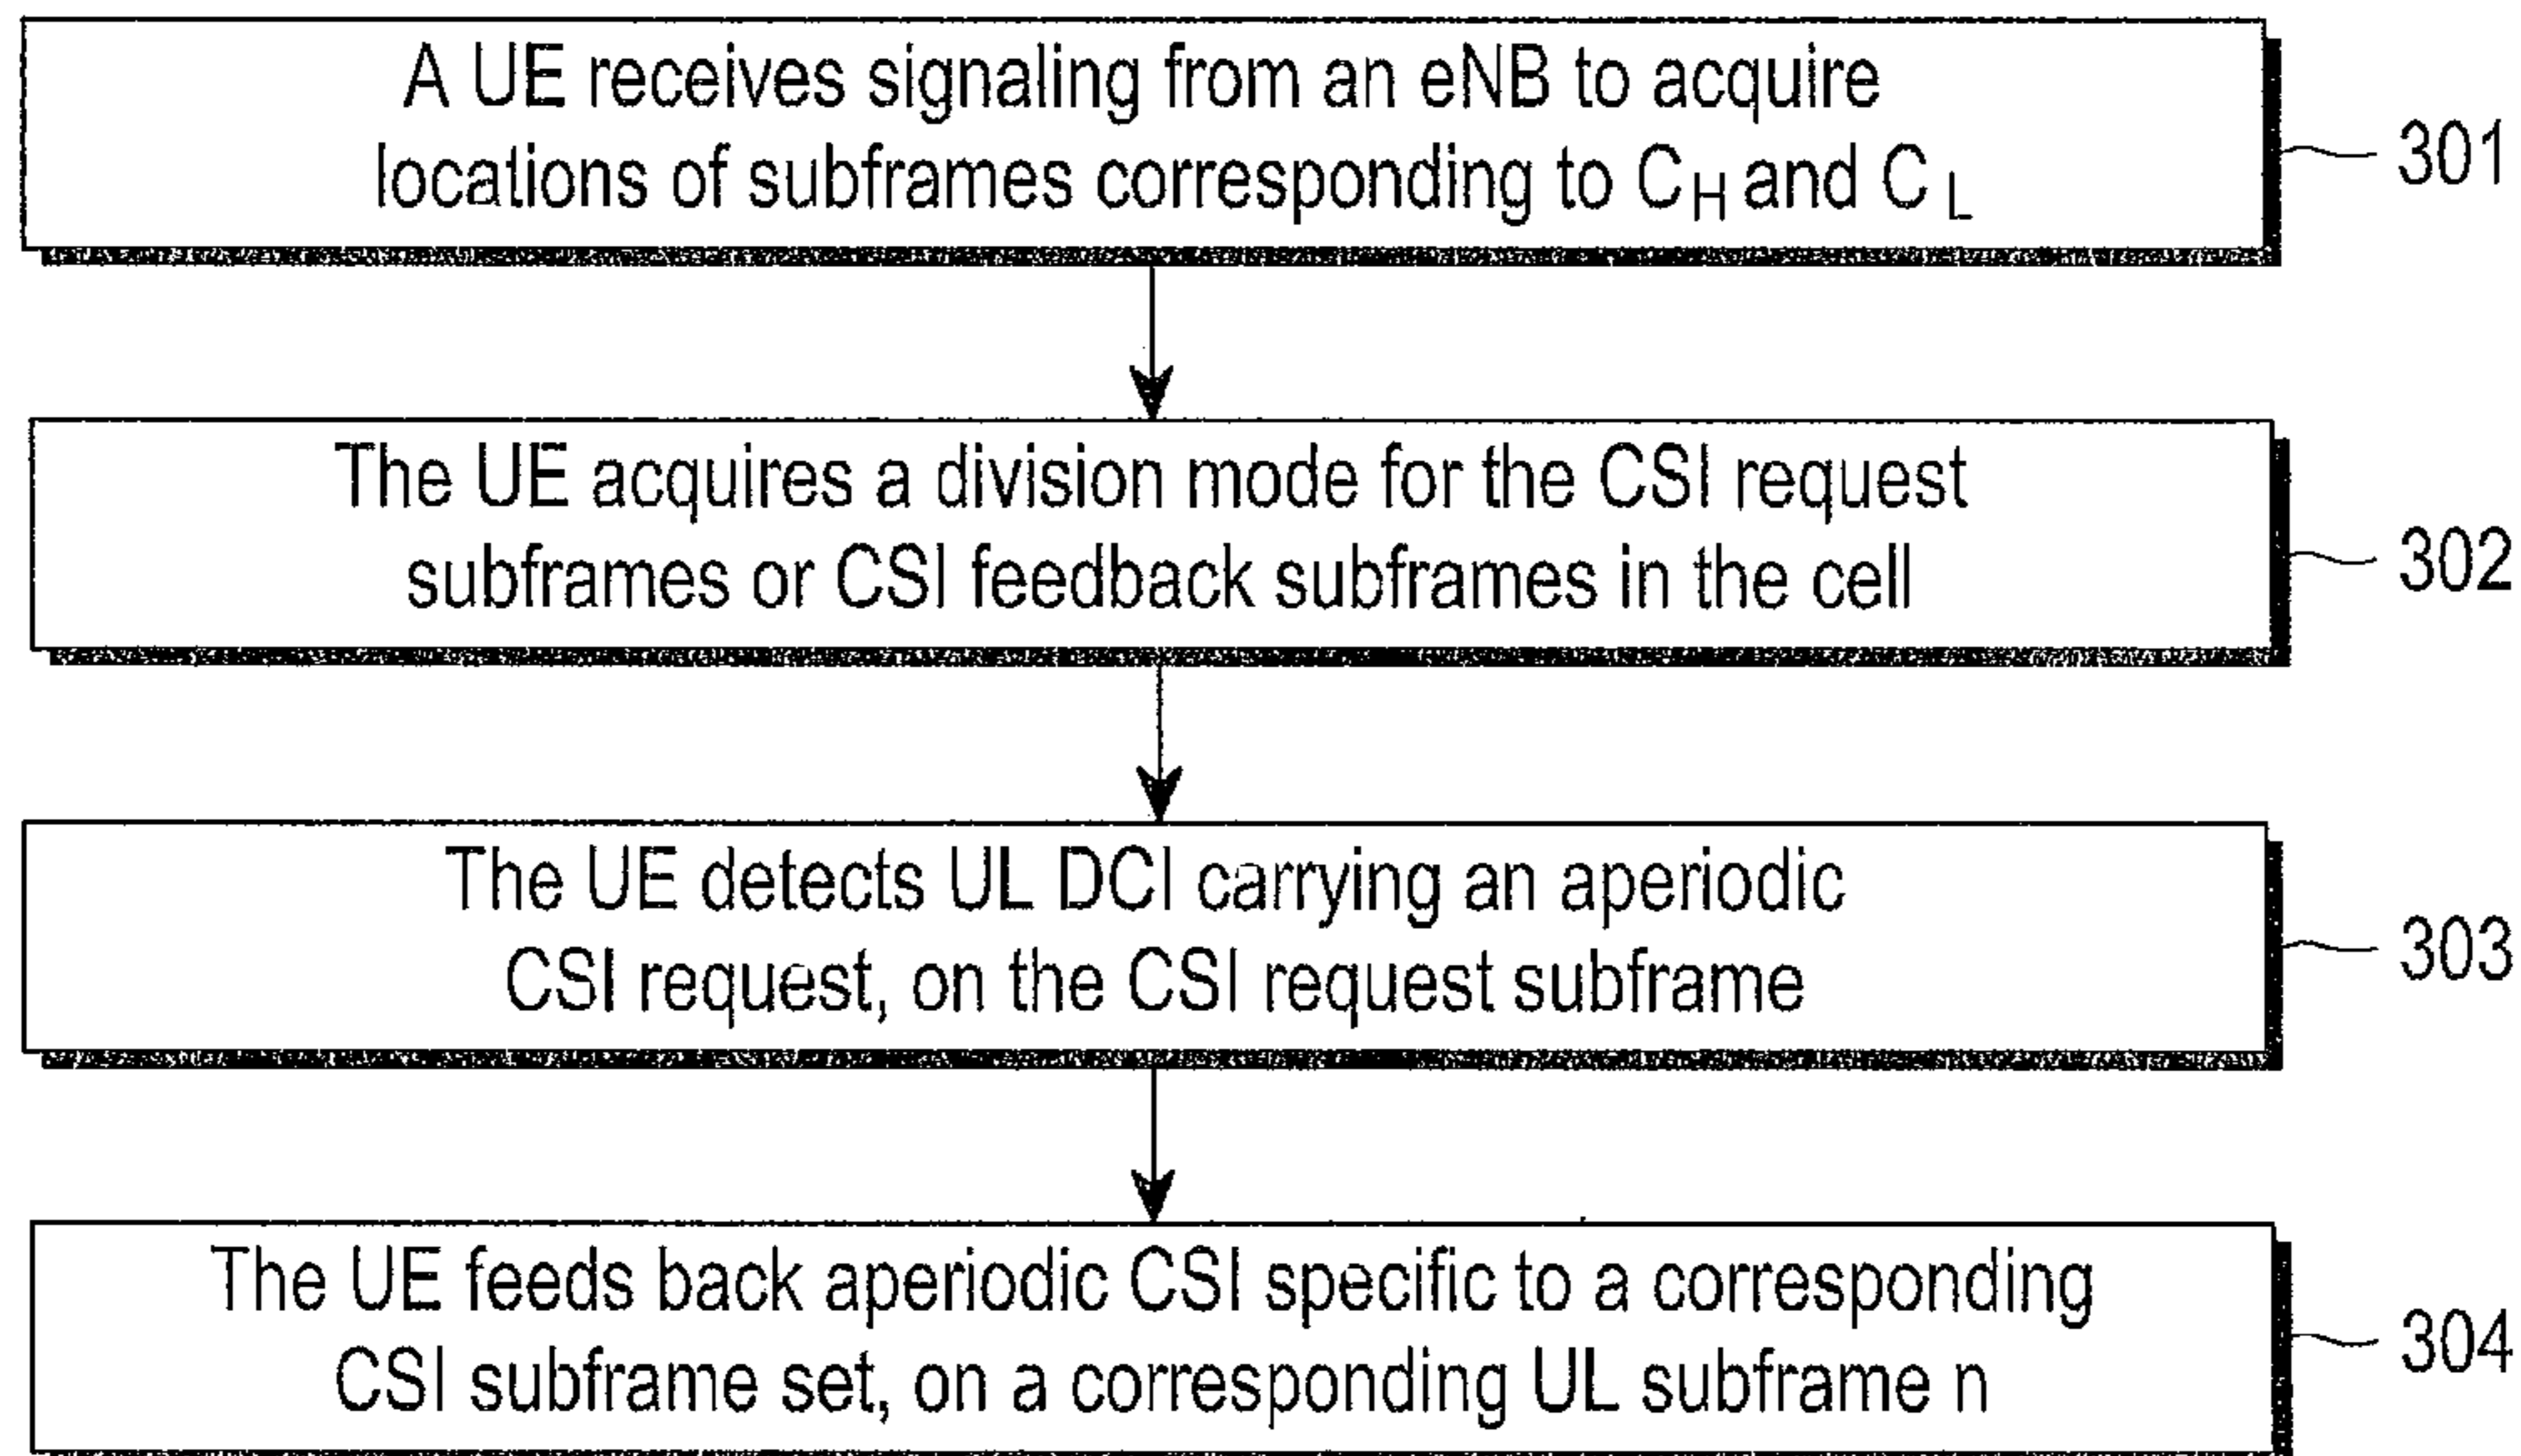 A UE receives signaling from an eNB to acquire
locations of subframes corresponding to C_H and C_L
301
The UE acquires a division mode for the CSI request
subframes or CSI feedback subframes in the cell
302
The UE detects UL DCI carrying an aperiodic
CSI request, on the CSI request subframe
303
The UE feeds back aperiodic CSI specific to a corresponding
CSI subframe set, on a corresponding UL subframe n
304